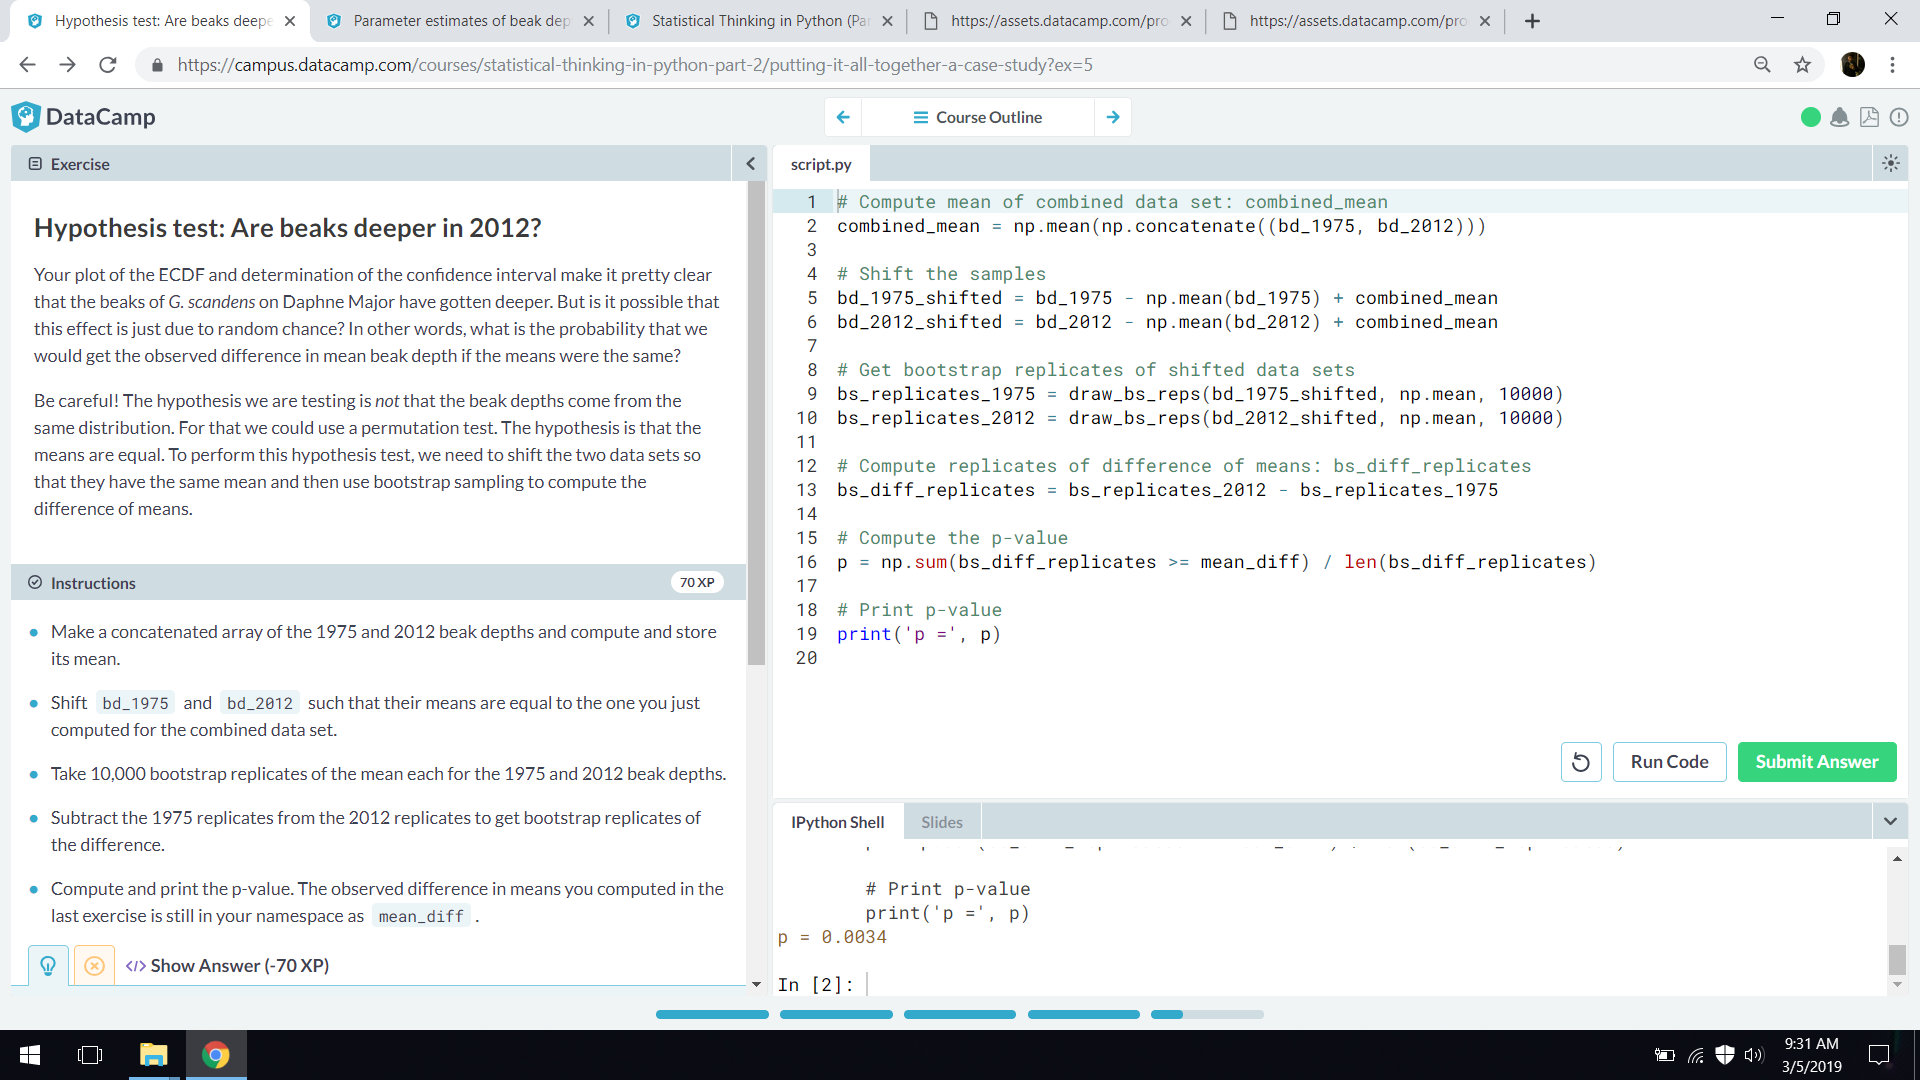 Hypothesis test: Are beaks deepe
Parameter estimates of beak dep
Statistical Thinking in Python (Par
https://assets.datacamp.com/pro
https://assets.datacamp.com/pro
https://campus.datacamp.com/courses/statistical-thinking-in-python-part-2/putting-it-all-together-a-case-study?ex=5
DataCamp
Course Outline
Exercise
Hypothesis test: Are beaks deeper in 2012?
Your plot of the ECDF and determination of the confidence interval make it pretty clear
that the beaks of G. scandens on Daphne Major have gotten deeper. But is it possible that
this effect is just due to random chance? In other words, what is the probability that we
would get the observed difference in mean beak depth if the means were the same?
Be careful! The hypothesis we are testing is not that the beak depths come from the
same distribution. For that we could use a permutation test. The hypothesis is that the
means are equal. To perform this hypothesis test, we need to shift the two data sets so
that they have the same mean and then use bootstrap sampling to compute the
difference of means.
Instructions
70 XP
Make a concatenated array of the 1975 and 2012 beak depths and compute and store
its mean.
Shift bd_1975 and bd_2012 such that their means are equal to the one you just
computed for the combined data set.
Take 10,000 bootstrap replicates of the mean each for the 1975 and 2012 beak depths.
Subtract the 1975 replicates from the 2012 replicates to get bootstrap replicates of
the difference.
Compute and print the p-value. The observed difference in means you computed in the
last exercise is still in your namespace as mean_diff .
</> Show Answer (-70 XP)
script.py
1 # Compute mean of combined data set: combined_mean
2 combined_mean = np.mean(np.concatenate((bd_1975, bd_2012)))
3
4 # Shift the samples
5 bd_1975_shifted = bd_1975 - np.mean(bd_1975) + combined_mean
6 bd_2012_shifted = bd_2012 - np.mean(bd_2012) + combined_mean
7
8 # Get bootstrap replicates of shifted data sets
9 bs_replicates_1975 = draw_bs_reps(bd_1975_shifted, np.mean, 10000)
10 bs_replicates_2012 = draw_bs_reps(bd_2012_shifted, np.mean, 10000)
11
12 # Compute replicates of difference of means: bs_diff_replicates
13 bs_diff_replicates = bs_replicates_2012 - bs_replicates_1975
14
15 # Compute the p-value
16 p = np.sum(bs_diff_replicates >= mean_diff) / len(bs_diff_replicates)
17
18 # Print p-value
19 print('p =', p)
20
Run Code
Submit Answer
IPython Shell
Slides
# Print p-value
print('p =', p)
p = 0.0034
In [2]:
9:31 AM
3/5/2019